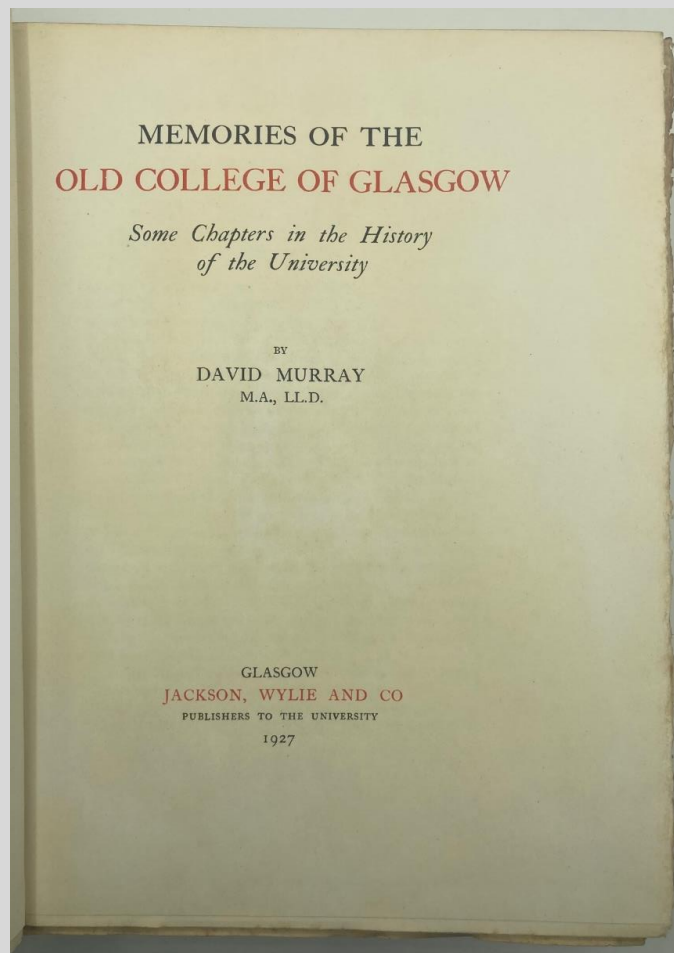 MEMORIES OF THE
OLD COLLEGE OF GLASGOW
Some Chapters in the History
of the University
BY
DAVID MURRAY
M.A., LL.D.
GLASGOW
JACKSON, WYLIE AND CO
PUBLISHERS TO THE UNIVERSITY
1927